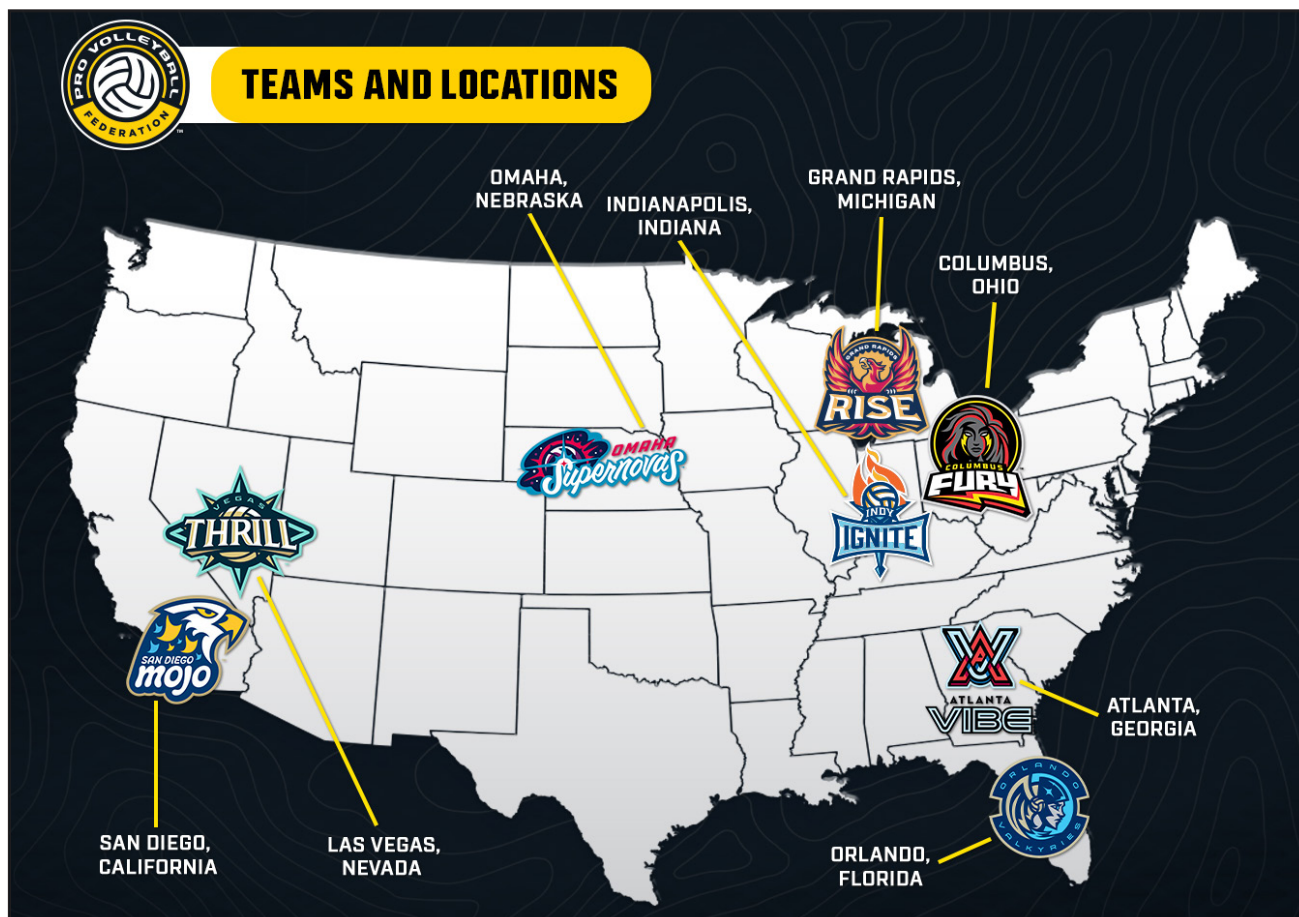 PRO VOLLEYBALL
FEDERATION
™
TEAMS AND LOCATIONS
OMAHA,
NEBRASKA
INDIANAPOLIS,
INDIANA
GRAND RAPIDS,
MICHIGAN
COLUMBUS,
OHIO
GRAND RAPIDS
RISE
COLUMBUS
FURY
OMAHA
Supernovas
INDY
IGNITE
VEGAS
THRILL
SAN DIEGO
mojo
ATLANTA
VIBE
ATLANTA,
GEORGIA
ORLANDO
VALKYRIES
SAN DIEGO,
CALIFORNIA
LAS VEGAS,
NEVADA
ORLANDO,
FLORIDA